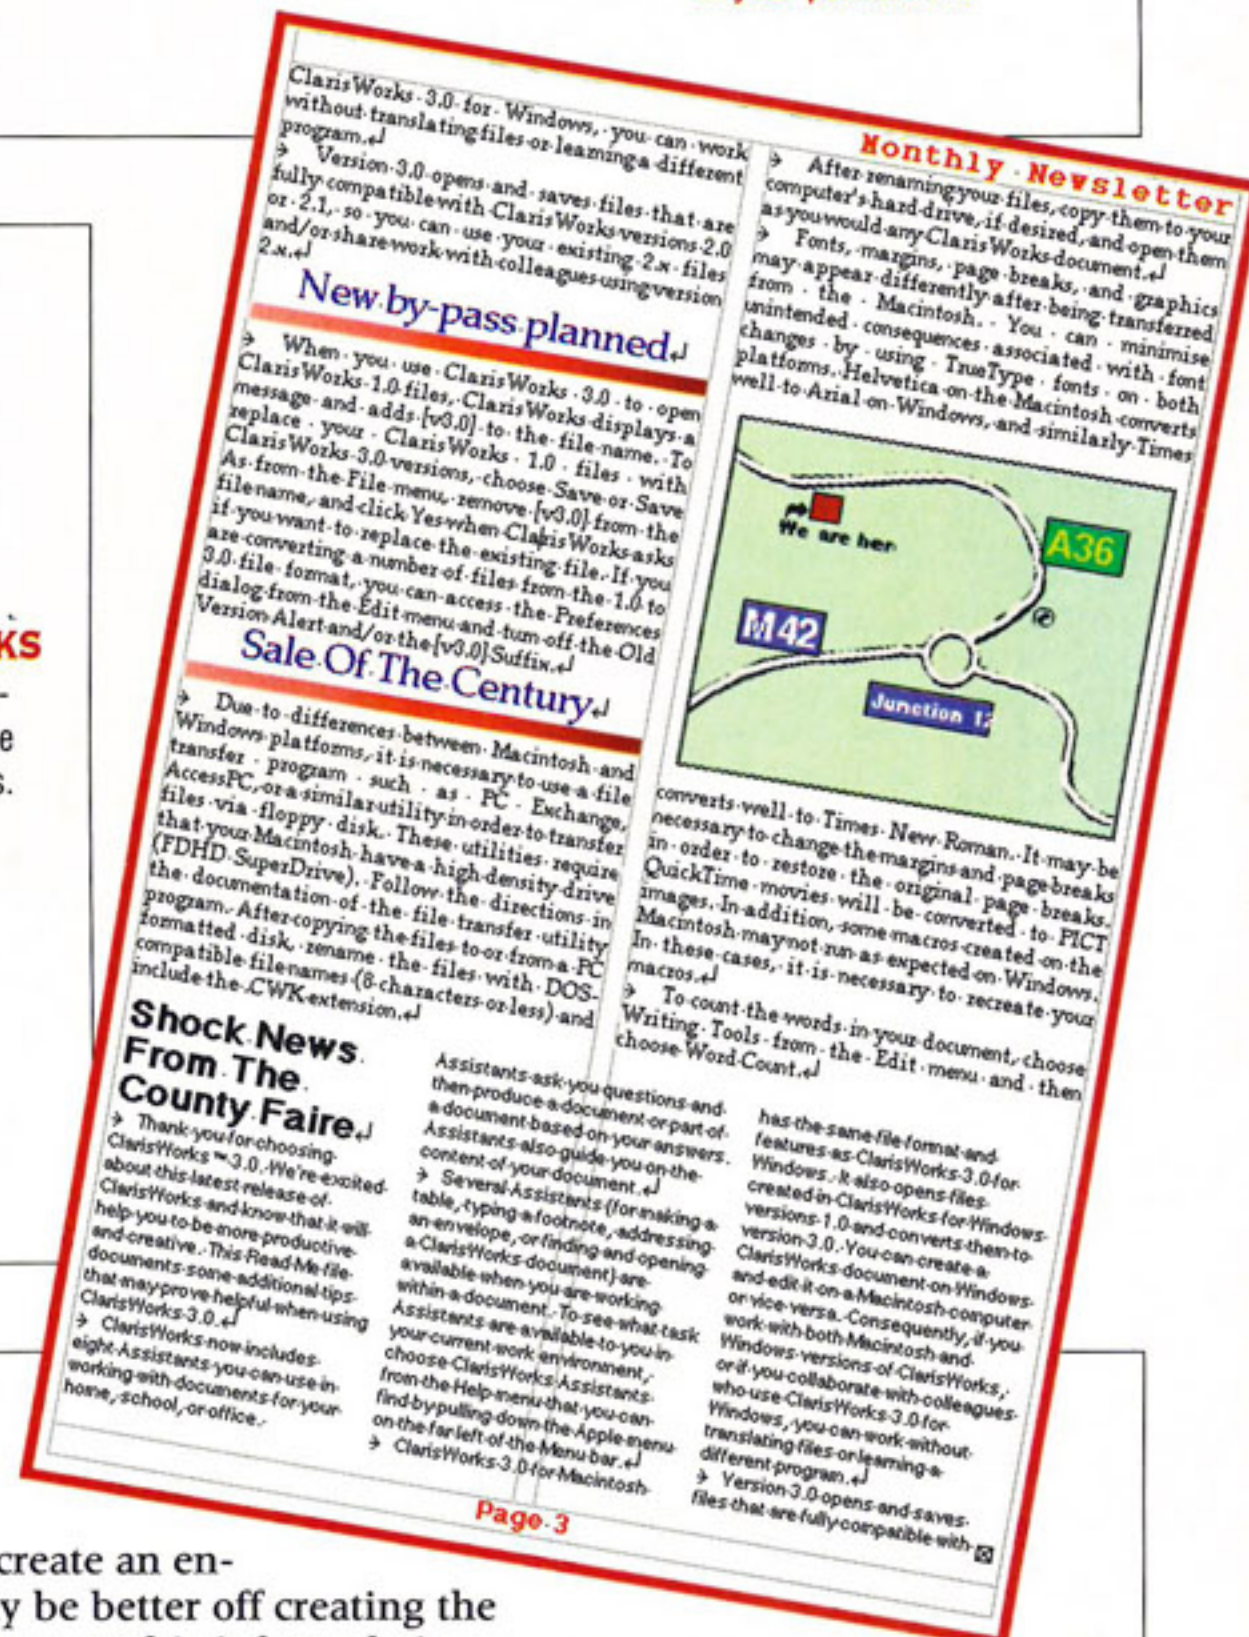 ClarisWorks 3.0 for Windows, you can work
without translating files or learning a different
program.
Version 3.0 opens and saves files that are
fully compatible with ClarisWorks versions 2.0
or 2.1, so you can use your existing 2.x files
and/or share work with colleagues using version
2.x.
New by-pass planned
When you use ClarisWorks 3.0 to open
ClarisWorks 1.0 files, ClarisWorks displays a
message and adds [v3.0] to the file name. To
replace your ClarisWorks 1.0 files with
ClarisWorks 3.0 versions, choose Save or Save
As from the File menu, remove [v3.0] from the
filename, and click Yes when ClarisWorks asks
if you want to replace the existing file. If you
are converting a number of files from the 1.0 to
3.0 file format, you can access the Preferences
dialog from the Edit menu and turn off the Old
Version Alert and/or the [v3.0] Suffix.
Sale Of The Century
Due to differences between Macintosh and
Windows platforms, it is necessary to use a file
transfer program such as PC Exchange,
AccessPC, or a similar utility in order to transfer
files via floppy disk. These utilities require
that your Macintosh have a high density drive
(FDHD SuperDrive). Follow the directions in
the documentation of the file transfer utility
program. After copying the files to or from a PC
formatted disk, rename the files with DOS-
compatible filenames (8 characters or less) and
include the .CWK extension.
Monthly Newsletter
After renaming your files, copy them to your
computer's hard drive, if desired, and open them
as you would any ClarisWorks document.
Fonts, margins, page breaks, and graphics
may appear differently after being transferred
from the Macintosh. You can minimise
unintended consequences associated with font
changes by using TrueType fonts on both
platforms. Helvetica on the Macintosh converts
well to Arial on Windows, and similarly Times
We are her
A36
M42
Junction 12
converts well to Times New Roman. It may be
necessary to change the margins and page breaks
in order to restore the original page breaks.
QuickTime movies will be converted to PICT
images. In addition, some macros created on the
Macintosh may not run as expected on Windows.
In these cases, it is necessary to recreate your
macros.
To count the words in your document, choose
Writing Tools from the Edit menu and then
choose Word Count.
Shock News
From The
County Faire
Thank you for choosing
ClarisWorks ™ 3.0. We're excited
about this latest release of
ClarisWorks and know that it will
help you to be more productive
and creative. This Read Me file
documents some additional tips
that may prove helpful when using
ClarisWorks 3.0.
ClarisWorks now includes
eight Assistants you can use in
working with documents for your
home, school, or office.
Assistants ask you questions and
then produce a document or part of
a document based on your answers.
Assistants also guide you on the
content of your document.
Several Assistants (for making a
table, typing a footnote, addressing
an envelope, or finding and opening
a ClarisWorks document) are
available when you are working
within a document. To see what task
Assistants are available to you in
your current work environment,
choose ClarisWorks Assistants
from the Help menu that you can
find by pulling down the Apple menu
on the far left of the Menu bar.
ClarisWorks 3.0 for Macintosh
has the same file format and
features as ClarisWorks 3.0 for
Windows. It also opens files
created in ClarisWorks for Windows
versions 1.0 and converts them to
version 3.0. You can create a
ClarisWorks document on Windows
and edit it on a Macintosh computer
or vice versa. Consequently, if you
work with both Macintosh and
Windows versions of ClarisWorks,
or if you collaborate with colleagues
who use ClarisWorks 3.0 for
Windows, you can work without
translating files or learning a
different program.
Version 3.0 opens and saves
files that are fully compatible with
Page 3
KS
e
s.
create an en-
y be better off creating the